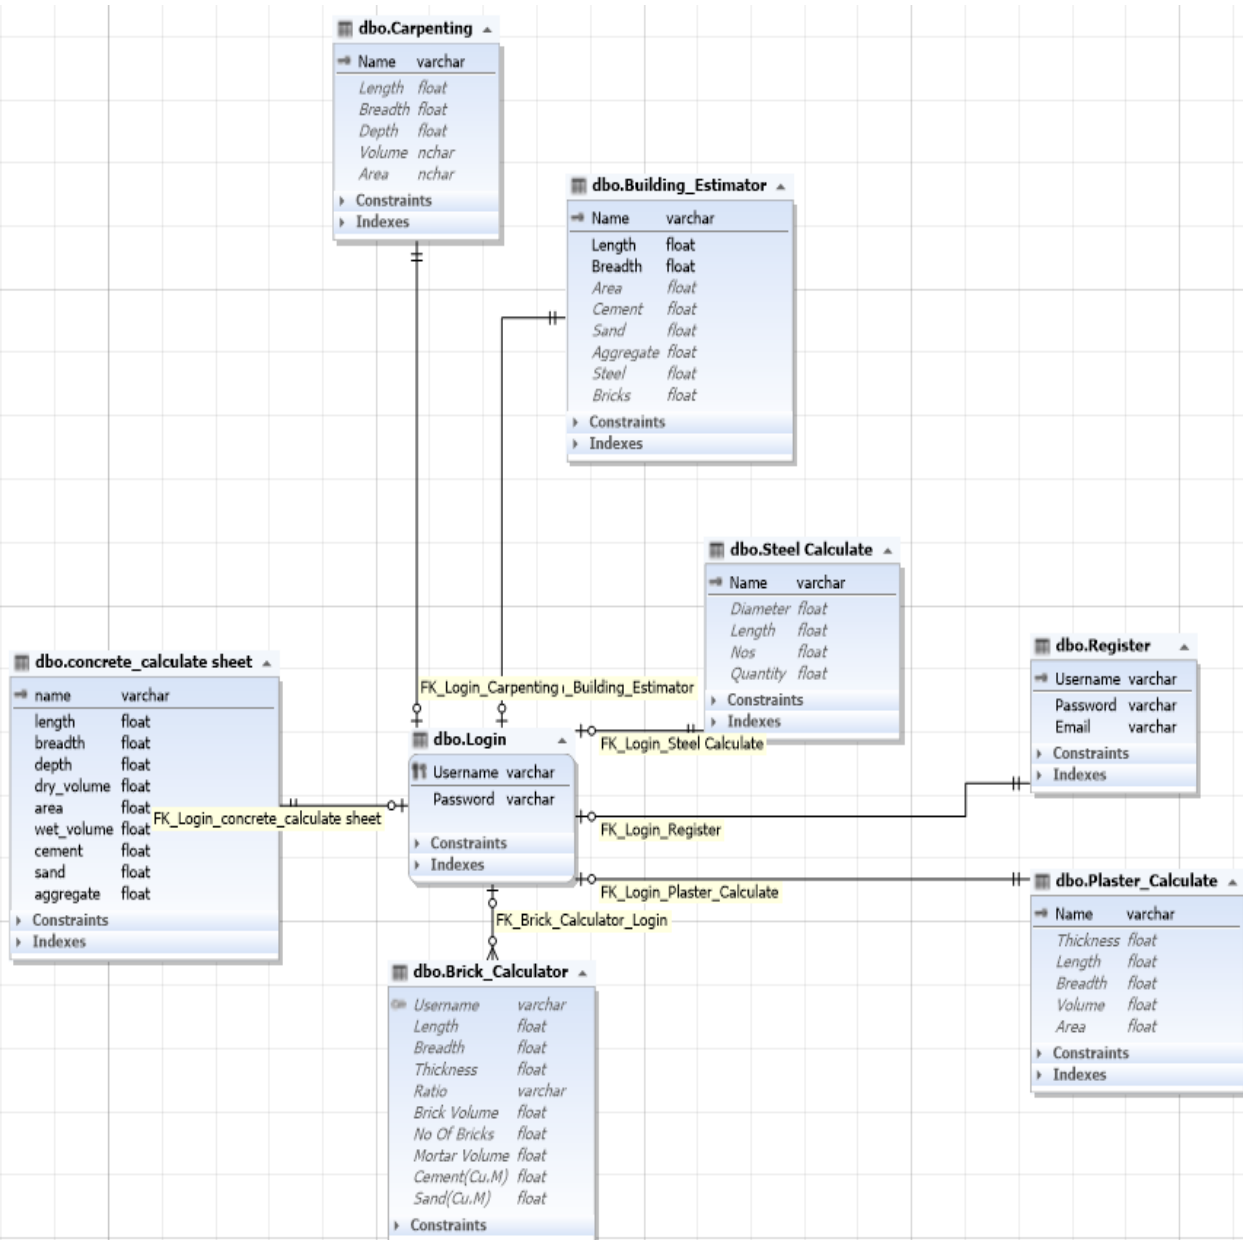 dbo.Carpenting
Name varchar
Length float
Breadth float
Depth float
Volume nchar
Area nchar
Constraints
Indexes
dbo.Building_Estimator
Name varchar
Length float
Breadth float
Area float
Cement float
Sand float
Aggregate float
Steel float
Bricks float
Constraints
Indexes
dbo.Steel Calculate
Name varchar
Diameter float
Length float
Nos float
Quantity float
Constraints
Indexes
dbo.Register
Username varchar
Password varchar
Email varchar
Constraints
Indexes
dbo.concrete_calculate sheet
name varchar
length float
breadth float
depth float
dry_volume float
area float
wet_volume float
cement float
sand float
aggregate float
Constraints
Indexes
FK_Login_Carpenting
_Building_Estimator
FK_Login_Steel Calculate
FK_Login_concrete_calculate sheet
dbo.Login
Username varchar
Password varchar
Constraints
Indexes
FK_Login_Register
FK_Login_Plaster_Calculate
FK_Brick_Calculator_Login
dbo.Plaster_Calculate
Name varchar
Thickness float
Length float
Breadth float
Volume float
Area float
Constraints
Indexes
dbo.Brick_Calculator
Username varchar
Length float
Breadth float
Thickness float
Ratio varchar
Brick Volume float
No Of Bricks float
Mortar Volume float
Cement(Cu.M) float
Sand(Cu.M) float
Constraints